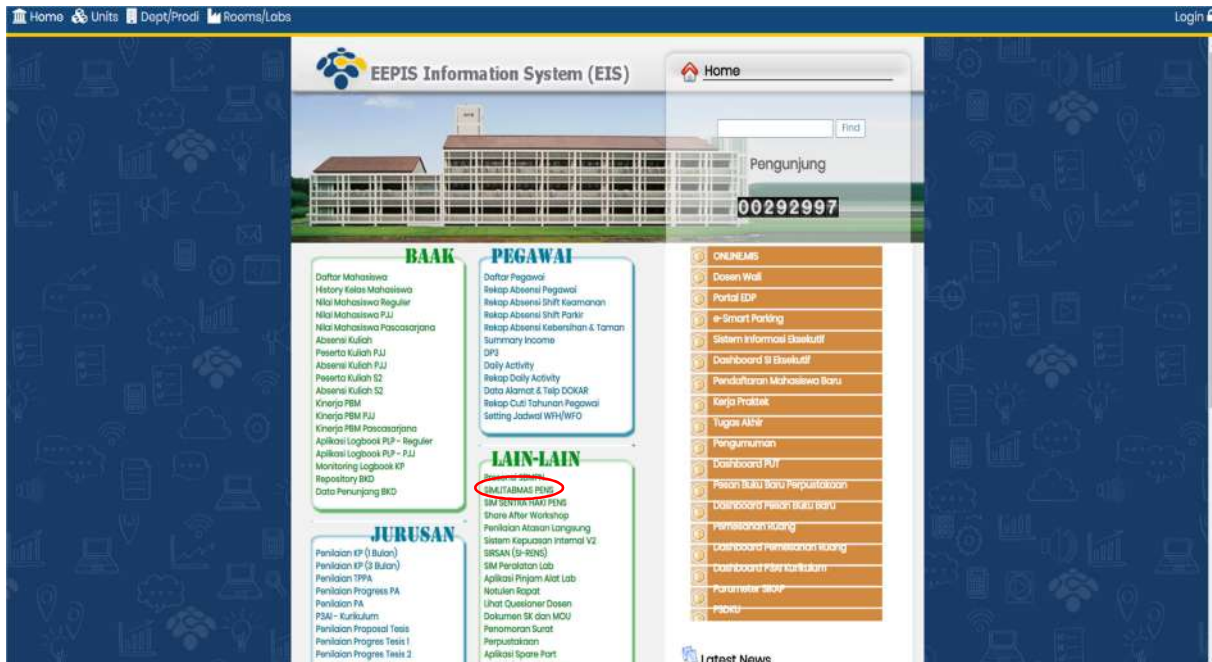 Home Units Dept/Prodi Rooms/Labs
Login
EEPIS Information System (EIS)
Home
Find
Pengunjung
00292997
BAAK
Daftar Mahasiswa
History Kelas Mahasiswa
Nilai Mahasiswa Reguler
Nilai Mahasiswa PJJ
Nilai Mahasiswa Pascasarjana
Absensi Kuliah
Peserta Kuliah PJJ
Absensi Kuliah PJJ
Peserta Kuliah S2
Absensi Kuliah S2
Kinerja PBM
Kinerja PBM PJJ
Kinerja PBM Pascasarjana
Aplikasi Logbook PLP - Reguler
Aplikasi Logbook PLP - PJJ
Monitoring Logbook KP
Repository BKD
Data Penunjang BKD
JURUSAN
Penilaian KP (1 Bulan)
Penilaian KP (3 Bulan)
Penilaian TPPA
Penilaian Progress PA
Penilaian PA
P3AI - Kurikulum
Penilaian Proposal Tesis
Penilaian Progres Tesis 1
Penilaian Progres Tesis 2
PEGAWAI
Daftar Pegawai
Rekap Absensi Pegawai
Rekap Absensi Shift Keamanan
Rekap Absensi Shift Parkir
Rekap Absensi Kebersihan & Taman
Summary Income
DP3
Daily Activity
Rekap Daily Activity
Data Alamat & Telp DOKAR
Rekap Cuti Tahunan Pegawai
Setting Jadwal WFH/WFO
LAIN-LAIN
SIMUTABMAS PENS
SIM SENTRA HAKI PENS
Share After Workshop
Penilaian Atasan Langsung
Sistem Kepuasan Internal V2
SIRSAN (SI-RENS)
SIM Peralatan Lab
Aplikasi Pinjam Alat Lab
Notulen Rapat
Lihat Quesioner Dosen
Dokumen SK dan MOU
Penomoran Surat
Perpustakaan
Aplikasi Spare Part
ONLINE.MIS
Dosen Wali
Portal EDP
e-Smart Parking
Sistem Informasi Eksekutif
Dashboard SI Eksekutif
Pendaftaran Mahasiswa Baru
Kerja Praktek
Tugas Akhir
Pengumuman
Dashboard PUT
Pesan Buku Baru Perpustakaan
Dashboard Pesan Buku Baru
Pemesanan Ruang
Dashboard Pemesanan Ruang
Dashboard P3AI Kurikulum
Parameter SKP
PSDKU
Latest News